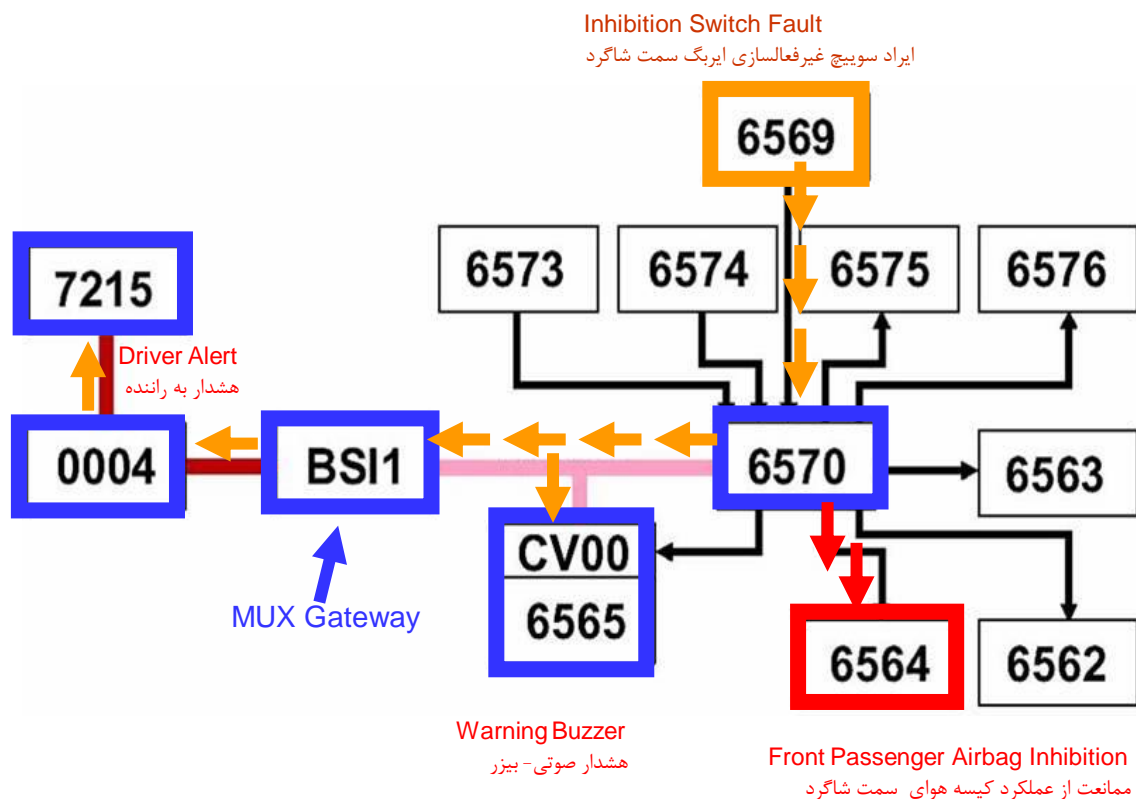 Inhibition Switch Fault
ایراد سوییچ غیرفعالسازی ایربگ سمت شاگرد
6569
6573
6574
6575
6576
7215
Driver Alert
هشدار به راننده
0004
BSI1
6570
6563
CV00
6565
MUX Gateway
6564
6562
Warning Buzzer
هشدار صوتی- بیزر
Front Passenger Airbag Inhibition
ممانعت از عملکرد کیسه هوای سمت شاگرد